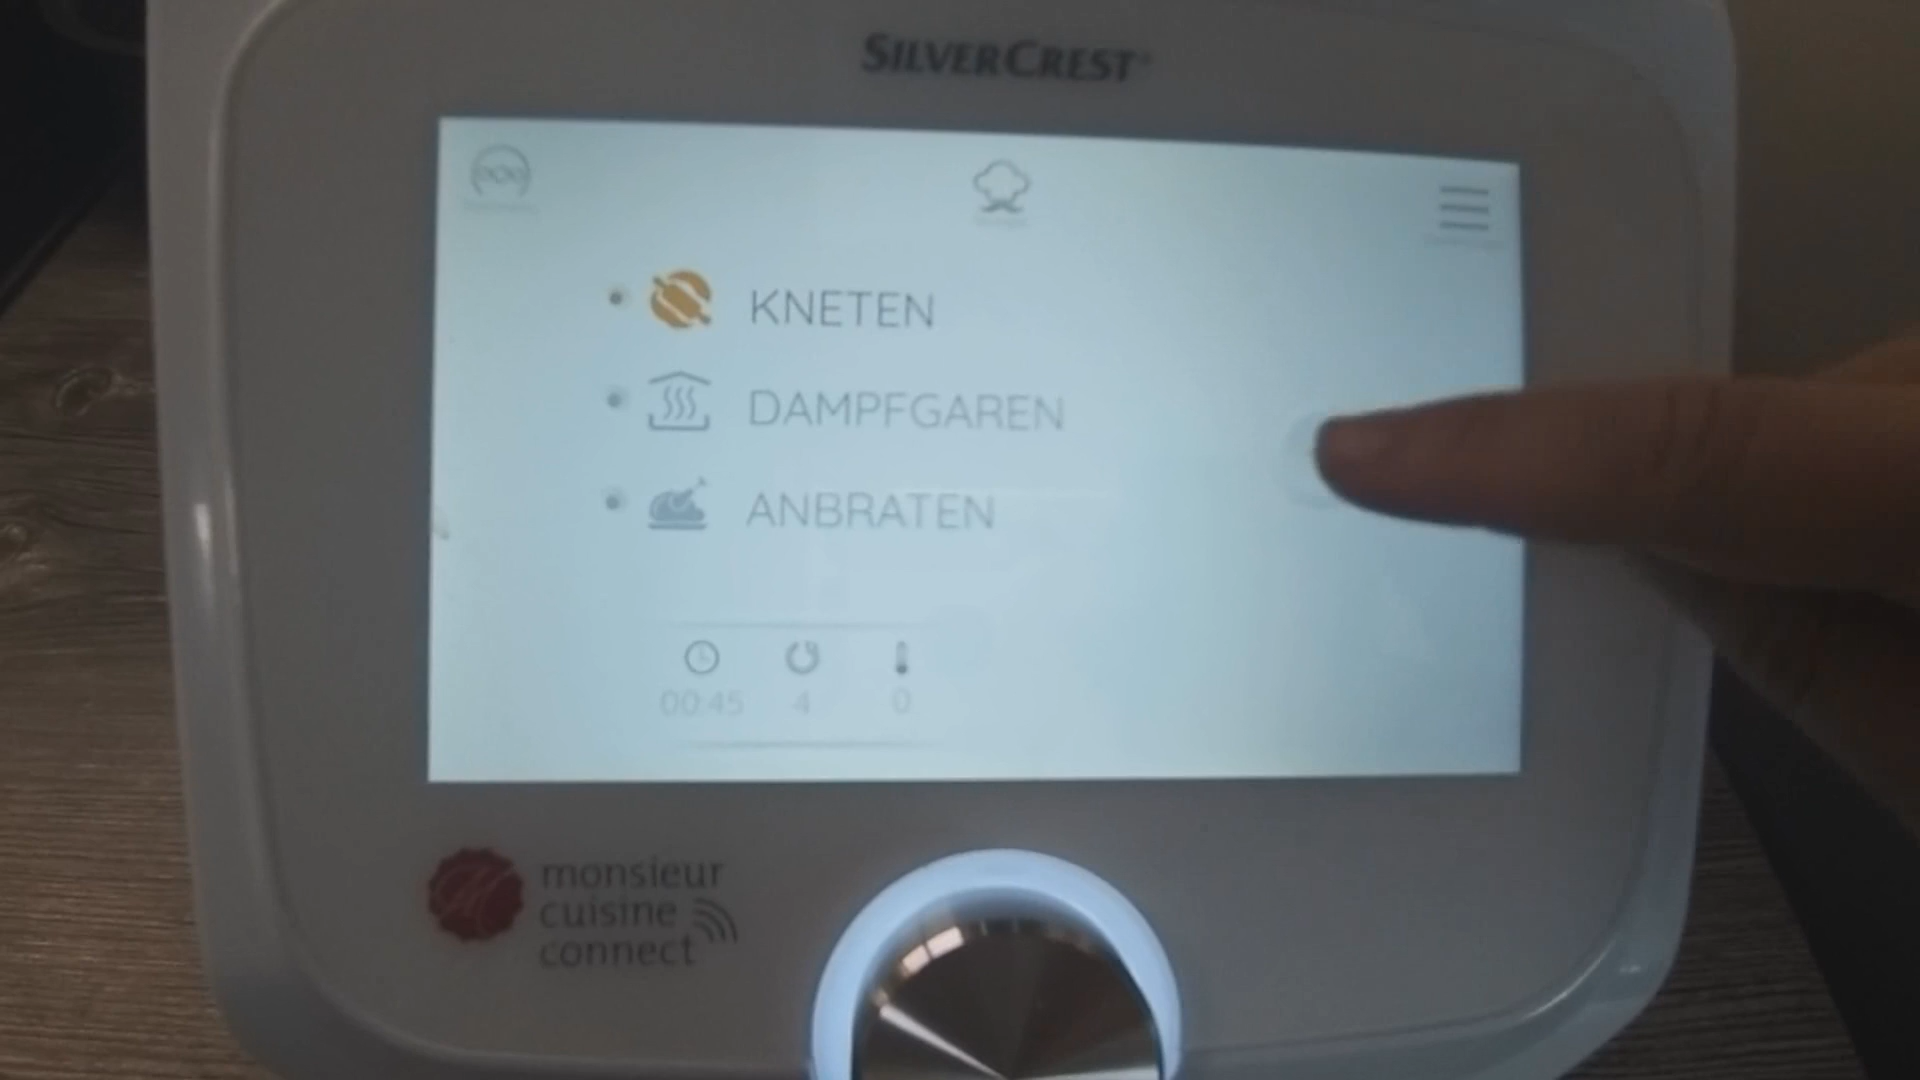 SILVERCREST
KNETEN
DAMPFGAREN
ANBRATEN
00:45 4 0
monsieur
cuisine
connect